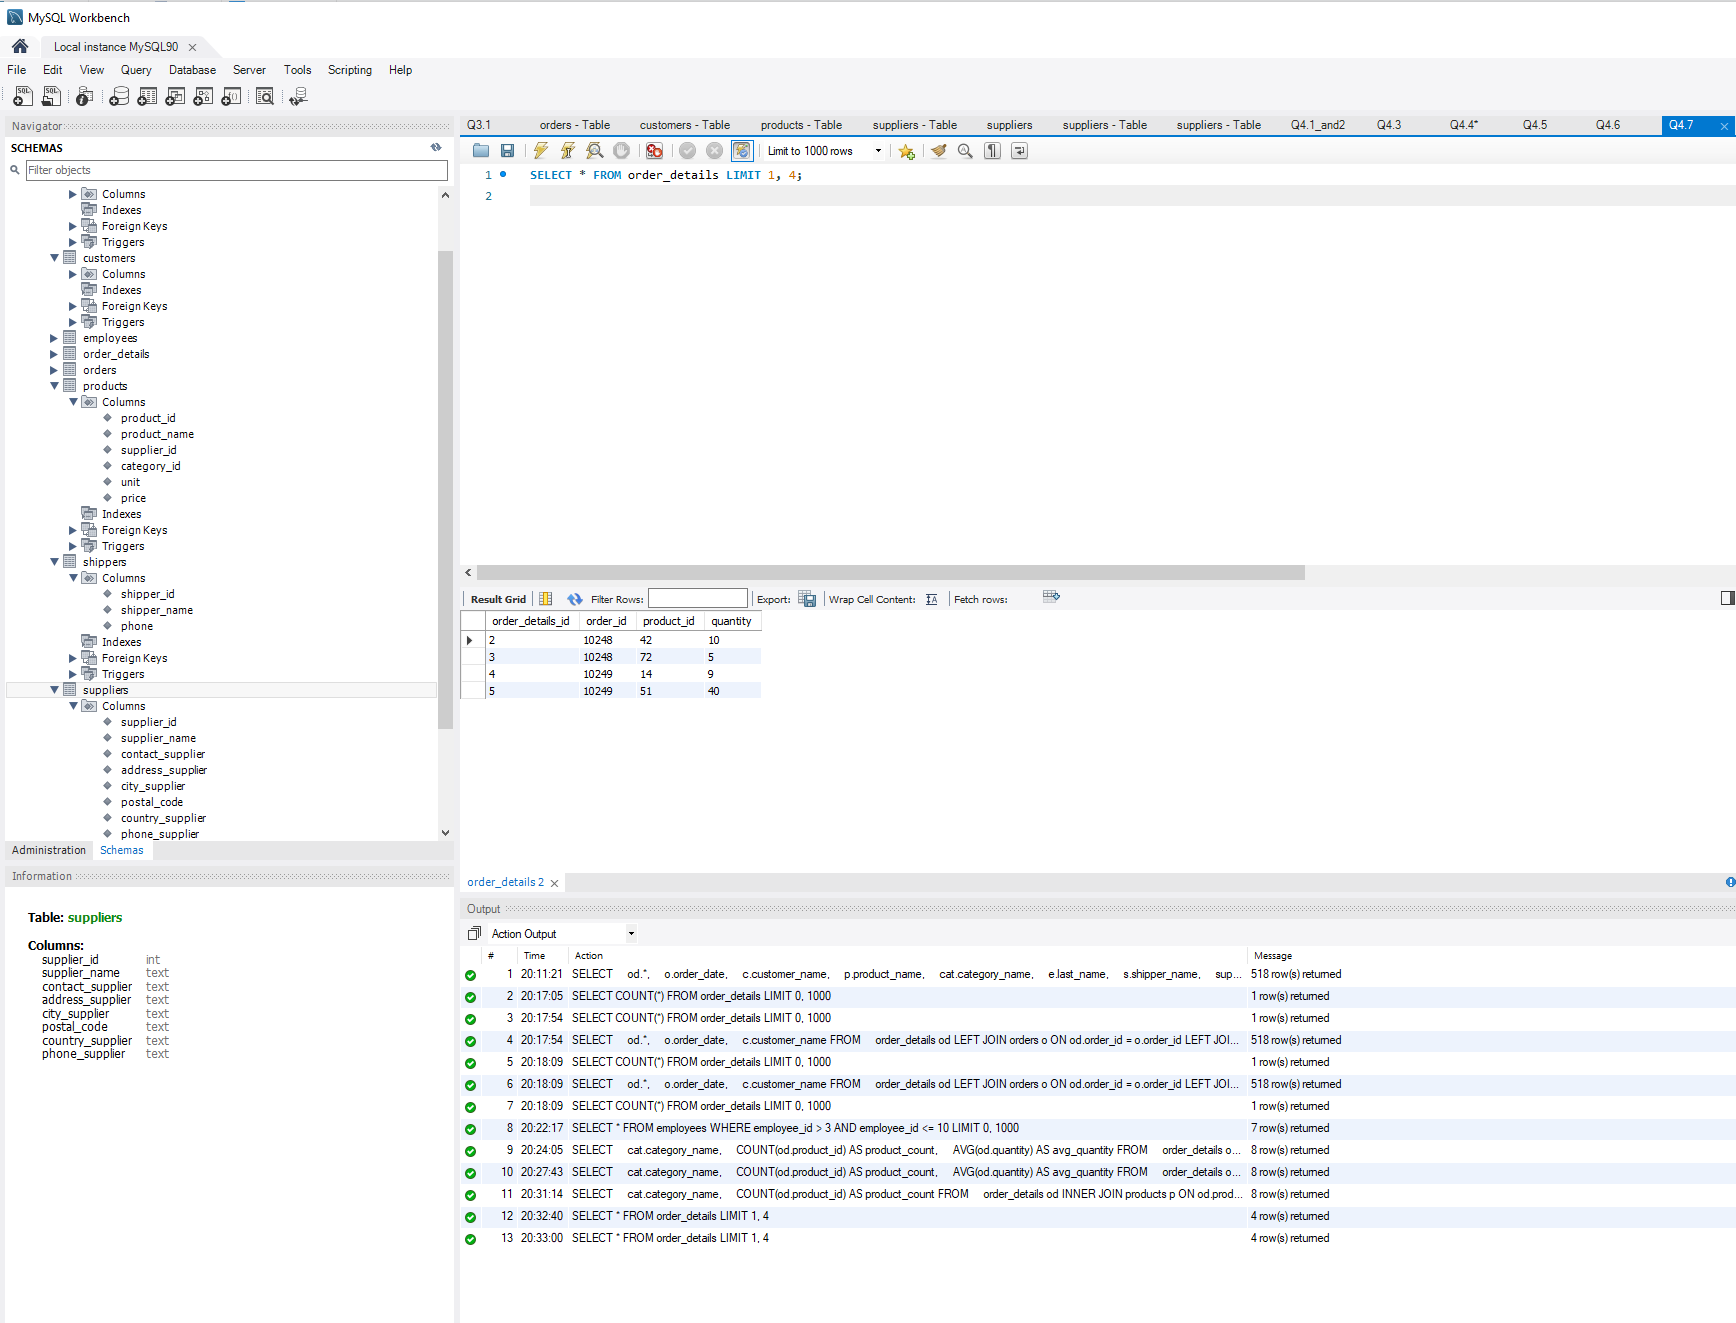 MySQL Workbench
Local instance MySQL90
File Edit View Query Database Server Tools Scripting Help
Navigator
SCHEMAS
Filter objects
Columns
Indexes
Foreign Keys
Triggers
customers
Columns
Indexes
Foreign Keys
Triggers
employees
order_details
orders
products
Columns
product_id
product_name
supplier_id
category_id
unit
price
Indexes
Foreign Keys
Triggers
shippers
Columns
shipper_id
shipper_name
phone
Indexes
Foreign Keys
Triggers
suppliers
Columns
supplier_id
supplier_name
contact_supplier
address_supplier
city_supplier
postal_code
country_supplier
phone_supplier
Administration Schemas
Information
Table: suppliers
Columns:
supplier_id int
supplier_name text
contact_supplier text
address_supplier text
city_supplier text
postal_code text
country_supplier text
phone_supplier text
Q3.1 orders - Table customers - Table products - Table suppliers - Table suppliers suppliers - Table suppliers - Table Q4.1_and2 Q4.3 Q4.4* Q4.5 Q4.6 Q4.7
Limit to 1000 rows
1 SELECT * FROM order_details LIMIT 1, 4;
2
Result Grid Filter Rows: Export: Wrap Cell Content: Fetch rows:
order_details_id order_id product_id quantity
2 10248 42 10
3 10248 72 5
4 10249 14 9
5 10249 51 40
order_details 2
Output
Action Output
# Time Action Message
1 20:11:21 SELECT od.*, o.order_date, c.customer_name, p.product_name, cat.category_name, e.last_name, s.shipper_name, sup... 518 row(s) returned
2 20:17:05 SELECT COUNT(*) FROM order_details LIMIT 0, 1000 1 row(s) returned
3 20:17:54 SELECT COUNT(*) FROM order_details LIMIT 0, 1000 1 row(s) returned
4 20:17:54 SELECT od.*, o.order_date, c.customer_name FROM order_details od LEFT JOIN orders o ON od.order_id = o.order_id LEFT JOI... 518 row(s) returned
5 20:18:09 SELECT COUNT(*) FROM order_details LIMIT 0, 1000 1 row(s) returned
6 20:18:09 SELECT od.*, o.order_date, c.customer_name FROM order_details od LEFT JOIN orders o ON od.order_id = o.order_id LEFT JOI... 518 row(s) returned
7 20:18:09 SELECT COUNT(*) FROM order_details LIMIT 0, 1000 1 row(s) returned
8 20:22:17 SELECT * FROM employees WHERE employee_id > 3 AND employee_id <= 10 LIMIT 0, 1000 7 row(s) returned
9 20:24:05 SELECT cat.category_name, COUNT(od.product_id) AS product_count, AVG(od.quantity) AS avg_quantity FROM order_details o... 8 row(s) returned
10 20:27:43 SELECT cat.category_name, COUNT(od.product_id) AS product_count, AVG(od.quantity) AS avg_quantity FROM order_details o... 8 row(s) returned
11 20:31:14 SELECT cat.category_name, COUNT(od.product_id) AS product_count FROM order_details od INNER JOIN products p ON od.prod... 8 row(s) returned
12 20:32:40 SELECT * FROM order_details LIMIT 1, 4 4 row(s) returned
13 20:33:00 SELECT * FROM order_details LIMIT 1, 4 4 row(s) returned